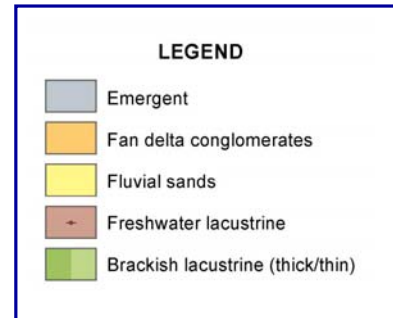 LEGEND
Emergent
Fan delta conglomerates
Fluvial sands
Freshwater lacustrine
Brackish lacustrine (thick/thin)